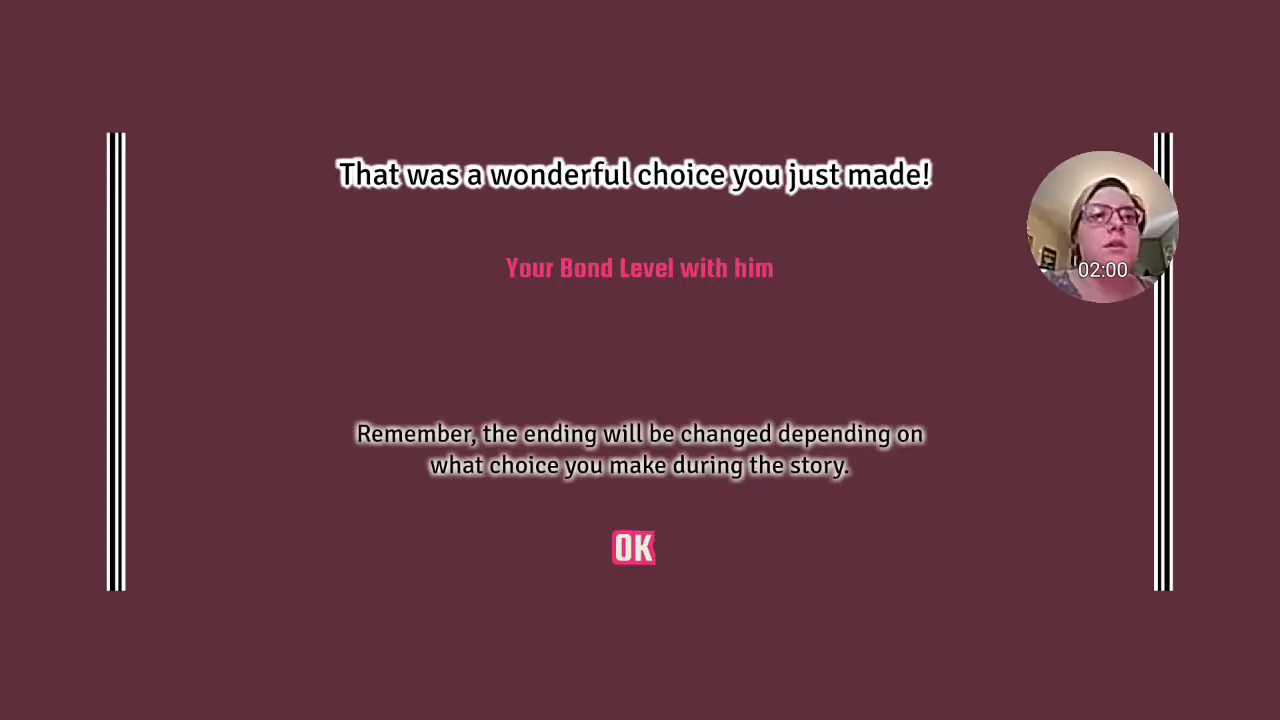 That was a wonderful choice you just made!
Your Bond Level with him
02:00
Remember, the ending will be changed depending on
what choice you make during the story.
OK